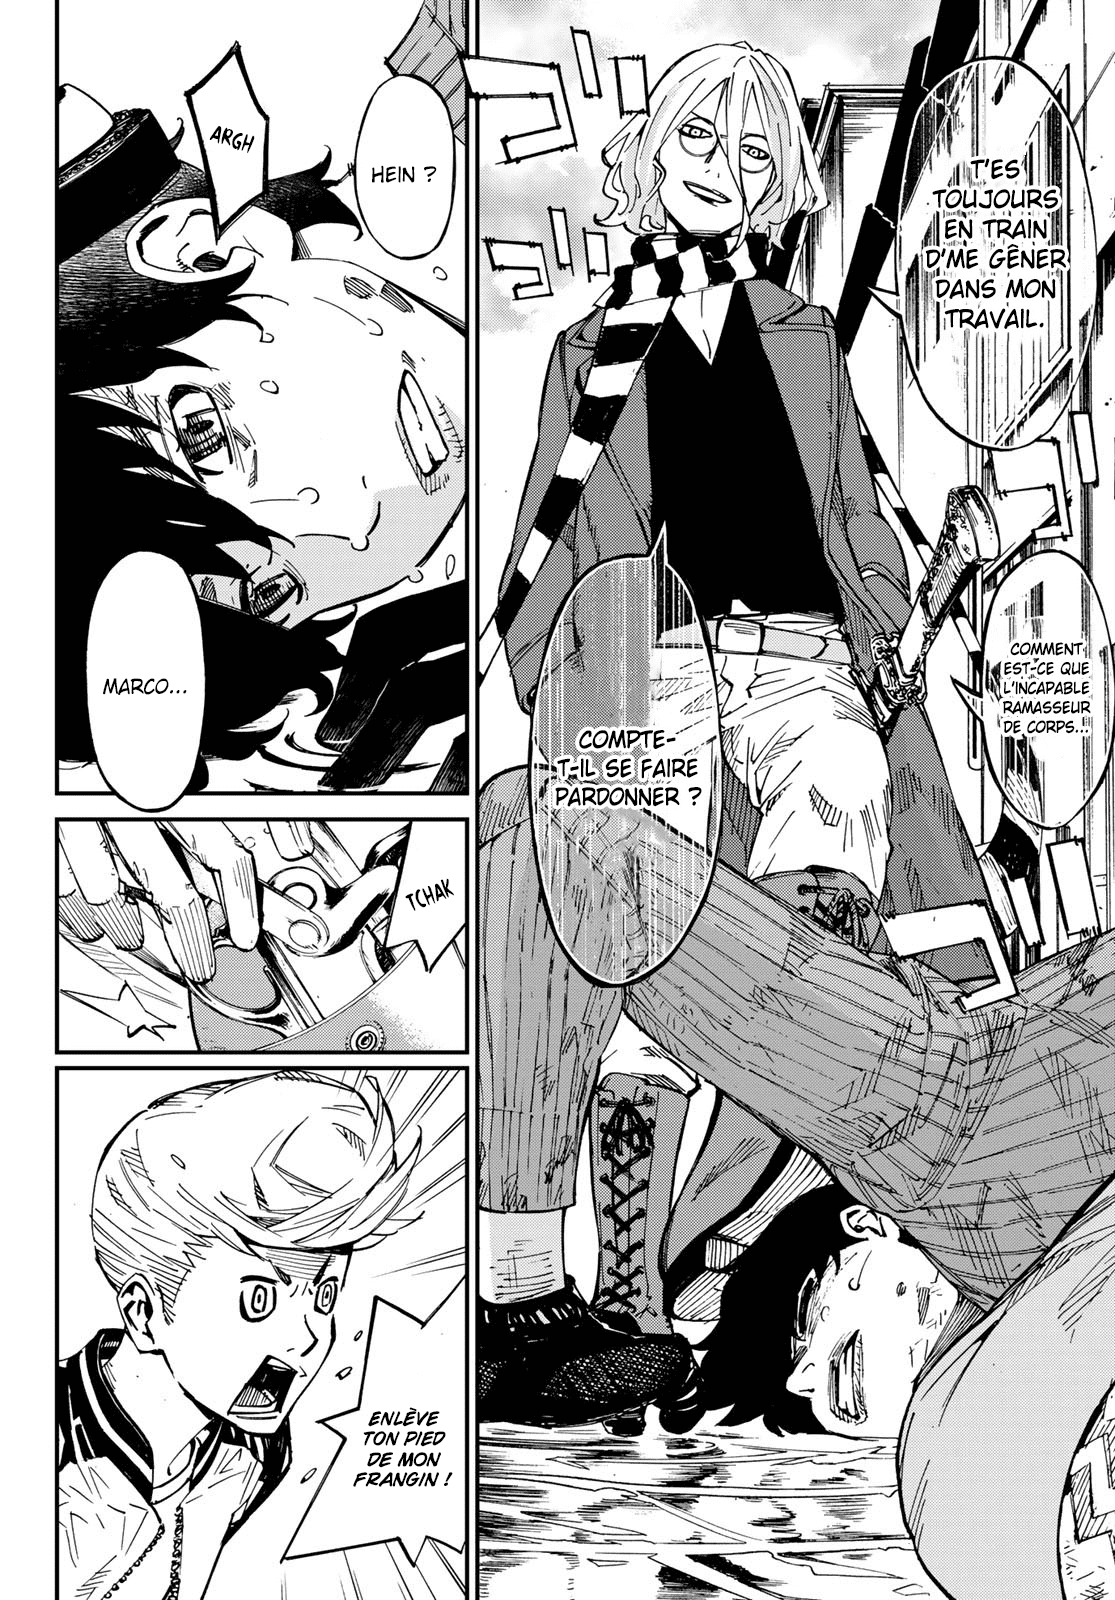 T'ES
TOUJOURS
EN TRAIN
D'ME GÊNER
DANS MON
TRAVAIL.
COMMENT
EST-CE QUE
L'INCAPABLE
RAMASSEUR
DE CORPS...
COMPTE-
T-IL SE FAIRE
PARDONNER ?
HEIN ?
ARGH
MARCO...
TCHAK
ENLÈVE
TON PIED
DE MON
FRANGIN !